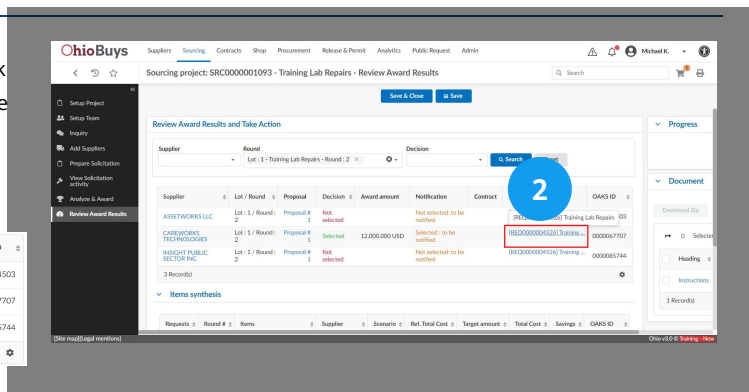 OhioBuys Suppliers Sourcing Contracts Shop Procurement Release & Permit Analytics Public Request Admin Michael K.
Sourcing project: SRC0000001093 - Training Lab Repairs - Review Award Results Search
Save & Close Save
Setup Project
Setup Team
Inquiry
Add Suppliers
Prepare Solicitation
View Solicitation
activity
Analyze & Award
Review Award Results
Review Award Results and Take Action
Supplier Round Decision
Lot : 1 - Training Lab Repairs - Round : 2 Search
2
Supplier Lot / Round Proposal Decision Award amount Notification Contract OAKS ID
ASSETWORKS LLC Lot : 1 / Round : 2 Proposal # 1 Not selected Not selected: to be notified Training Lab Repairs 03
CAREWORKS TECHNOLOGIES Lot : 1 / Round : 2 Proposal # 1 Selected 12,000.000 USD Selected : to be notified [REQ0000004526] Training ... 0000067707
INSIGHT PUBLIC SECTOR INC Lot : 1 / Round : 2 Proposal # 1 Not selected Not selected: to be notified [REQ0000004526] Training ... 0000085744
3 Record(s)
Items synthesis
Requests Round # Items Supplier Scenario Ref. Total Cost Target amount Total Cost Savings OAKS ID
Progress
Document
Download Zip
0 Selected
Heading
Instructions
1 Record(s)
[Site map][Legal mentions] Ohio v3.0 © Training - New
k
e
4503
7707
5744